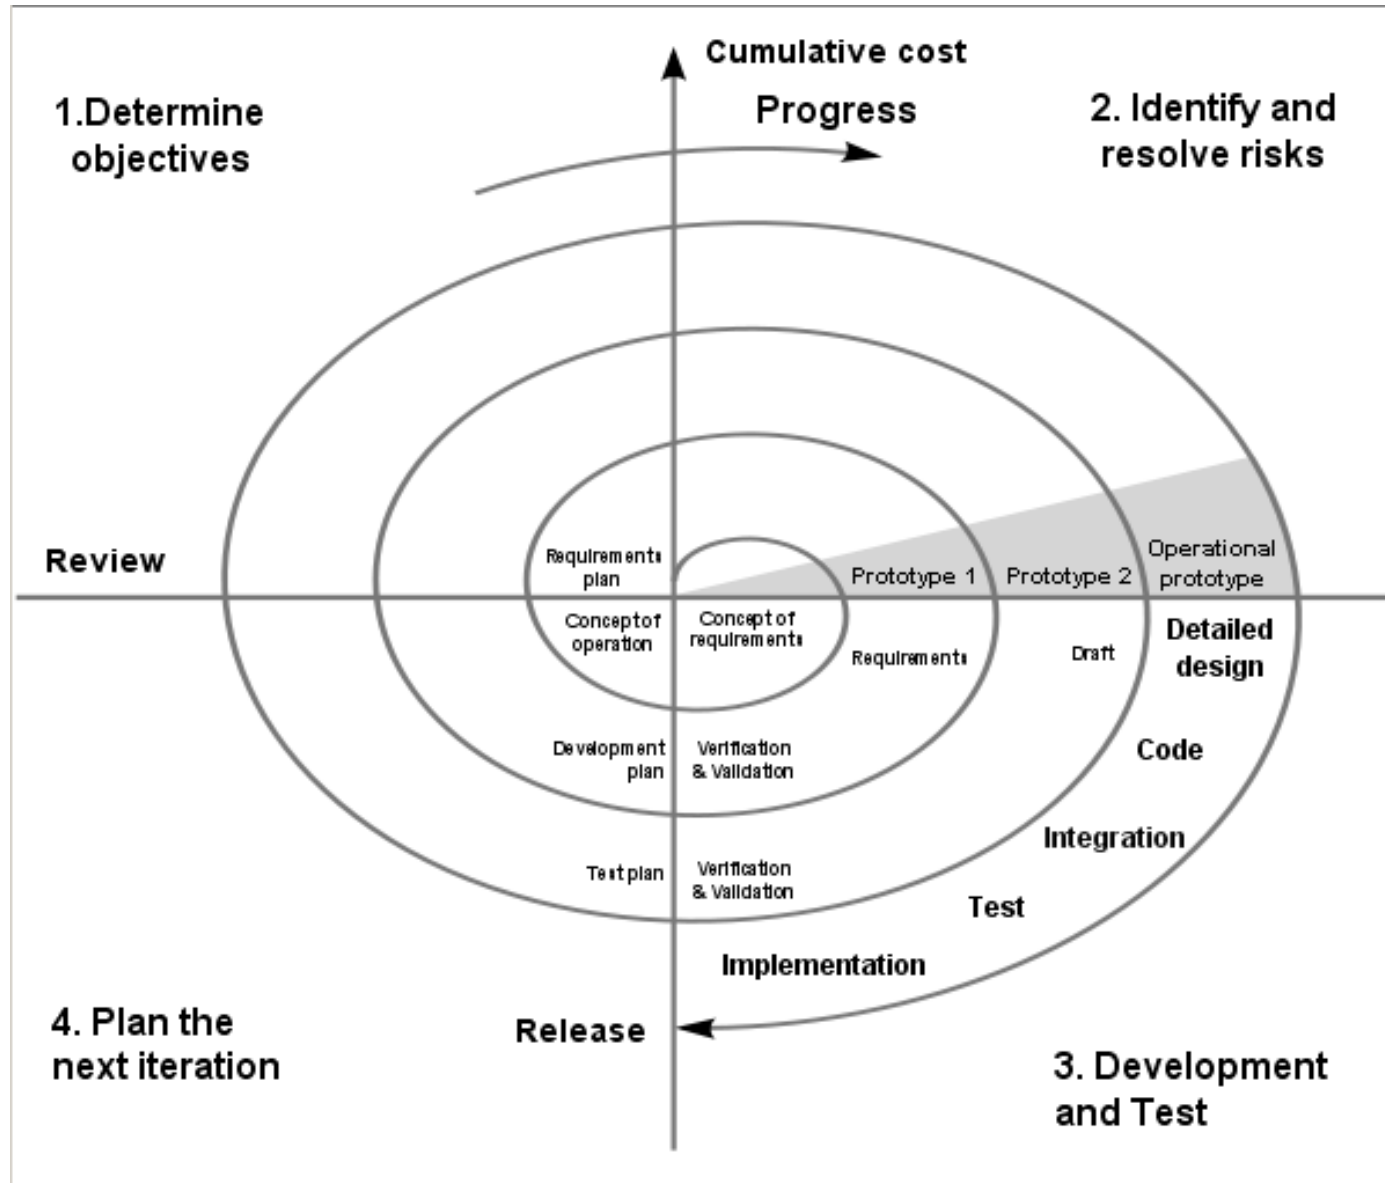 Cumulative cost
Progress
1.Determine
objectives
2. Identify and
resolve risks
Review
Requirements
plan
Concept of
operation
Concept of
requirements
Prototype 1
Prototype 2
Operational
prototype
Requirements
Draft
Detailed
design
Development
plan
Verification
& Validation
Code
Integration
Test plan
Verification
& Validation
Test
Implementation
Release
4. Plan the
next iteration
3. Development
and Test